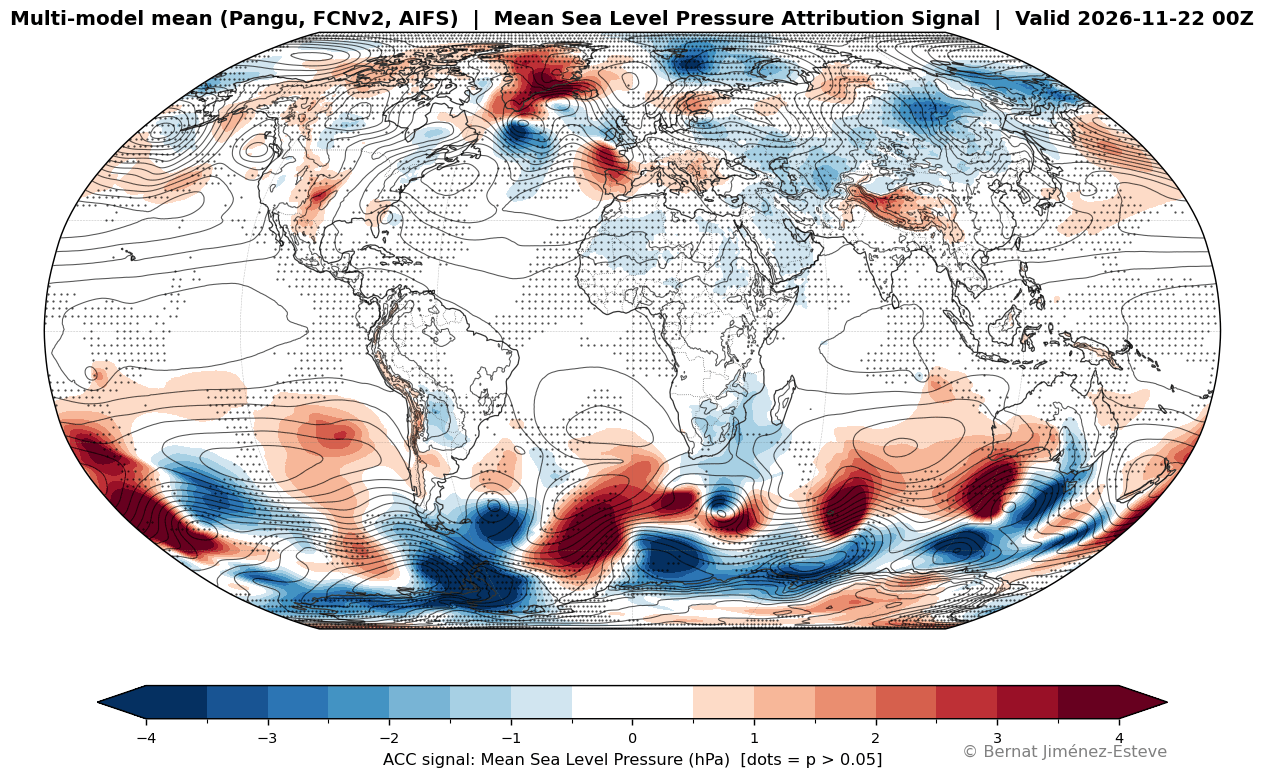 Multi-model mean (Pangu, FCNv2, AIFS)  |  Mean Sea Level Pressure Attribution Signal  |  Valid 2026-11-22 00Z
−4 −3 −2 −1 0 1 2 3 4
ACC signal: Mean Sea Level Pressure (hPa)  [dots = p > 0.05]
© Bernat Jiménez-Esteve